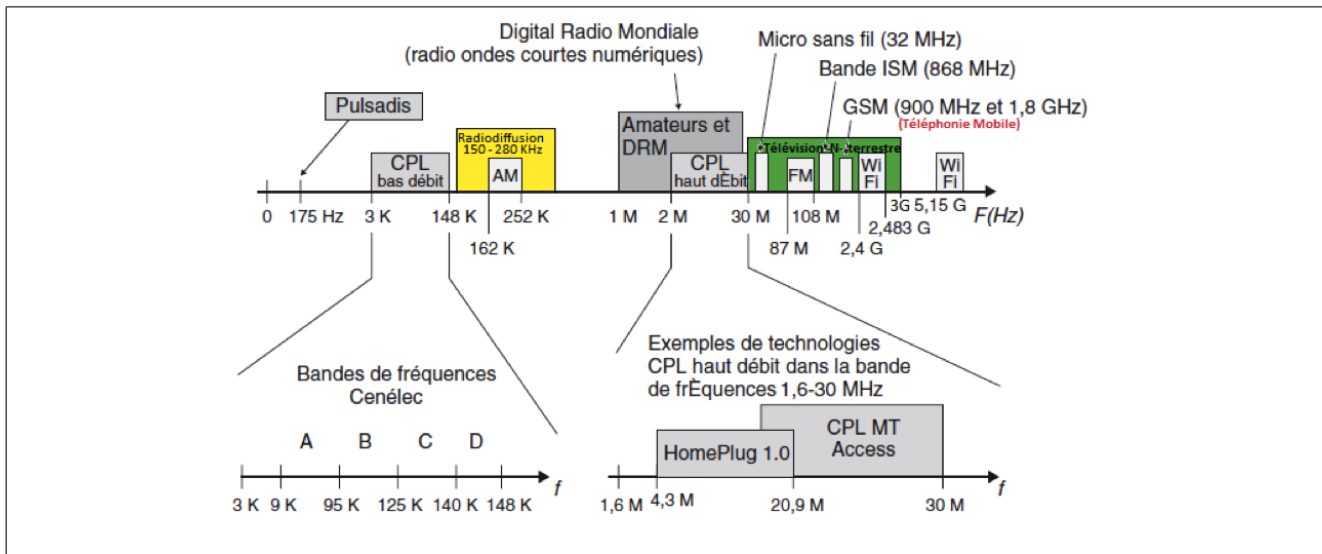 Digital Radio Mondiale
(radio ondes courtes numériques)
Micro sans fil (32 MHz)
Bande ISM (868 MHz)
GSM (900 MHz et 1,8 GHz)
(Téléphonie Mobile)
Pulsadis
Radiodiffusion
150 - 280 KHz
Amateurs et
DRM
Télévision-N-terrestre
CPL
bas débit
AM
CPL
haut dÈbit
FM
Wi
Fi
Wi
Fi
0
175 Hz
3 K
148 K
252 K
1 M
2 M
30 M
108 M
3G
5,15 G
F(Hz)
162 K
87 M
2,4 G
2,483 G
Bandes de fréquences
Cenélec
A B C D
f
3 K 9 K 95 K 125 K 140 K 148 K
Exemples de technologies
CPL haut débit dans la bande
de frÈquences 1,6-30 MHz
HomePlug 1.0
CPL MT
Access
f
1,6 M 4,3 M 20,9 M 30 M